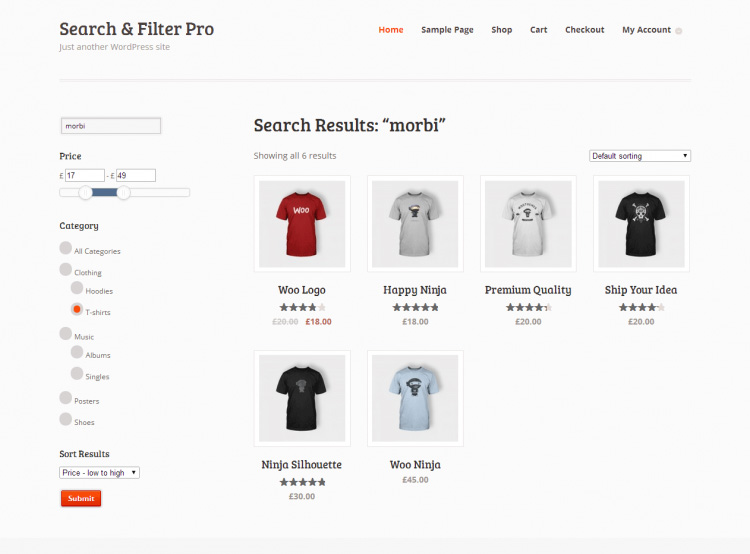 Search & Filter Pro
Just another WordPress site
Home Sample Page Shop Cart Checkout My Account
morbi
Price
£ 17 - £ 49
Category
All Categories
Clothing
Hoodies
T-shirts
Music
Albums
Singles
Posters
Shoes
Sort Results
Price - low to high
Submit
Search Results: “morbi”
Showing all 6 results
Default sorting
WOO
Woo Logo
£20.00 £18.00
Happy Ninja
£18.00
Premium Quality
£20.00
Ship Your Idea
£20.00
Ninja Silhouette
£30.00
Woo Ninja
£45.00